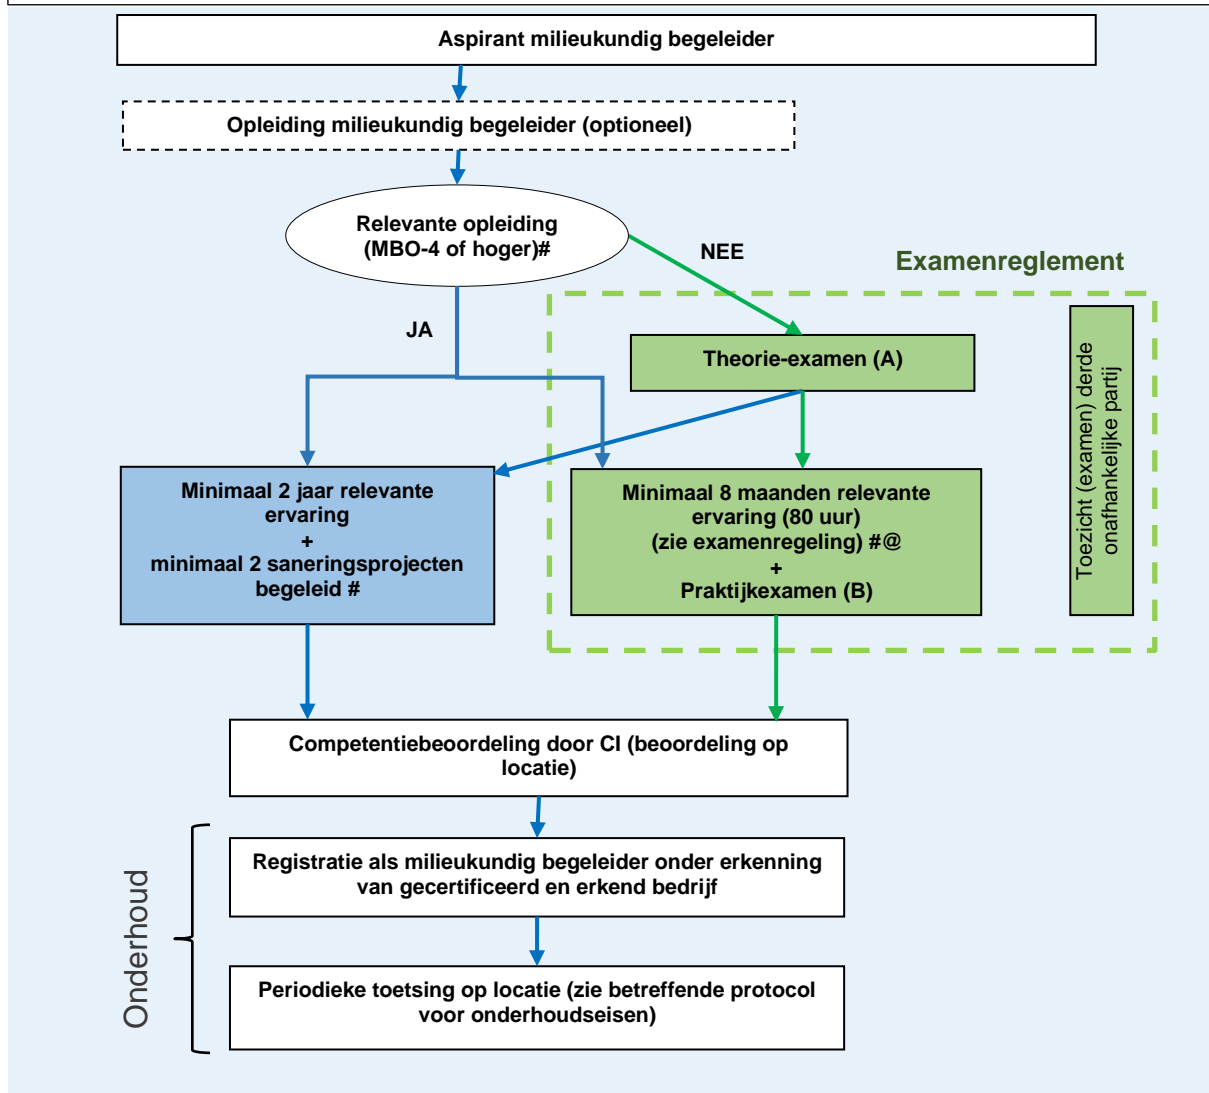 Aspirant milieukundig begeleider
Opleiding milieukundig begeleider (optioneel)
Relevante opleiding
(MBO-4 of hoger)#
NEE
JA
Examenreglement
Theorie-examen (A)
Toezicht (examen) derde
onafhankelijke partij
Minimaal 2 jaar relevante
ervaring
+
minimaal 2 saneringsprojecten
begeleid #
Minimaal 8 maanden relevante
ervaring (80 uur)
(zie examenregeling) #@
+
Praktijkexamen (B)
Competentiebeoordeling door CI (beoordeling op
locatie)
Onderhoud
Registratie als milieukundig begeleider onder erkenning
van gecertificeerd en erkend bedrijf
Periodieke toetsing op locatie (zie betreffende protocol
voor onderhoudseisen)